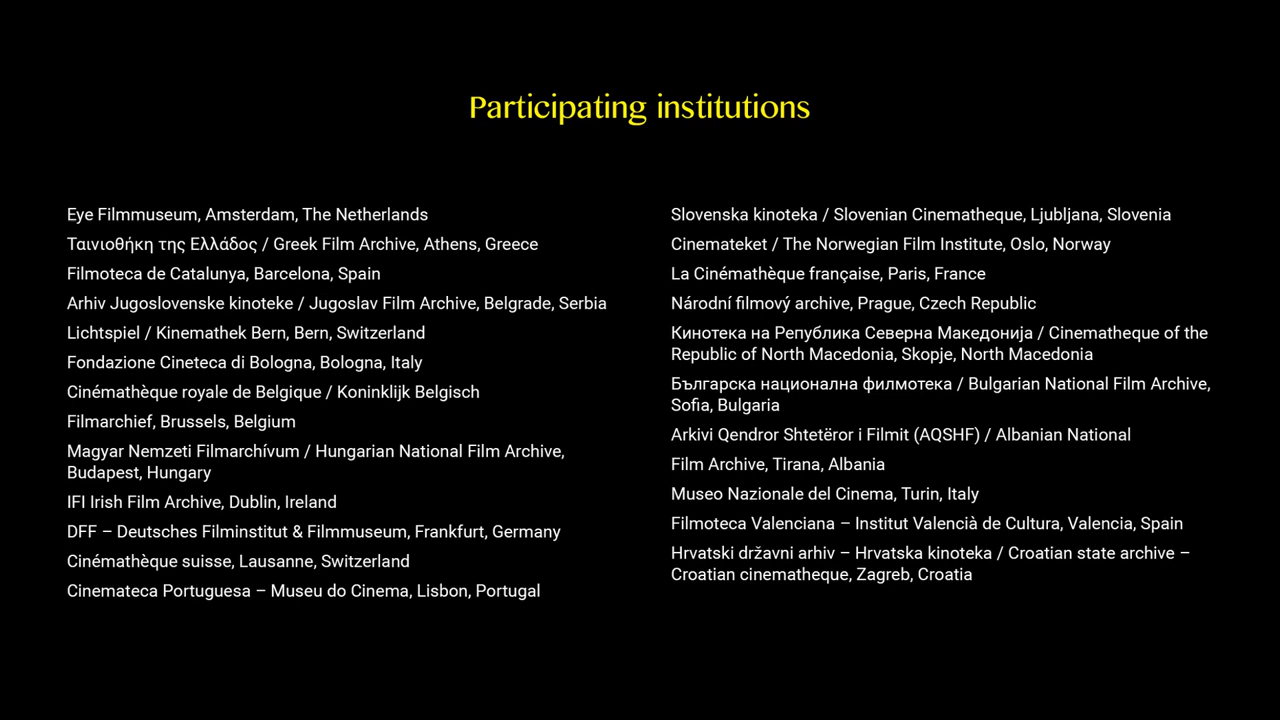 Participating institutions
Eye Filmmuseum, Amsterdam, The Netherlands
Ταινιοθήκη της Ελλάδος / Greek Film Archive, Athens, Greece
Filmoteca de Catalunya, Barcelona, Spain
Arhiv Jugoslovenske kinoteke / Jugoslav Film Archive, Belgrade, Serbia
Lichtspiel / Kinemathek Bern, Bern, Switzerland
Fondazione Cineteca di Bologna, Bologna, Italy
Cinémathèque royale de Belgique / Koninklijk Belgisch
Filmarchief, Brussels, Belgium
Magyar Nemzeti Filmarchívum / Hungarian National Film Archive,
Budapest, Hungary
IFI Irish Film Archive, Dublin, Ireland
DFF – Deutsches Filminstitut & Filmmuseum, Frankfurt, Germany
Cinémathèque suisse, Lausanne, Switzerland
Cinemateca Portuguesa – Museu do Cinema, Lisbon, Portugal
Slovenska kinoteka / Slovenian Cinematheque, Ljubljana, Slovenia
Cinemateket / The Norwegian Film Institute, Oslo, Norway
La Cinémathèque française, Paris, France
Národní filmový archive, Prague, Czech Republic
Кинотека на Република Северна Македонија / Cinematheque of the
Republic of North Macedonia, Skopje, North Macedonia
Българска национална филмотека / Bulgarian National Film Archive,
Sofia, Bulgaria
Arkivi Qendror Shtetëror i Filmit (AQSHF) / Albanian National
Film Archive, Tirana, Albania
Museo Nazionale del Cinema, Turin, Italy
Filmoteca Valenciana – Institut Valencià de Cultura, Valencia, Spain
Hrvatski državni arhiv – Hrvatska kinoteka / Croatian state archive –
Croatian cinematheque, Zagreb, Croatia